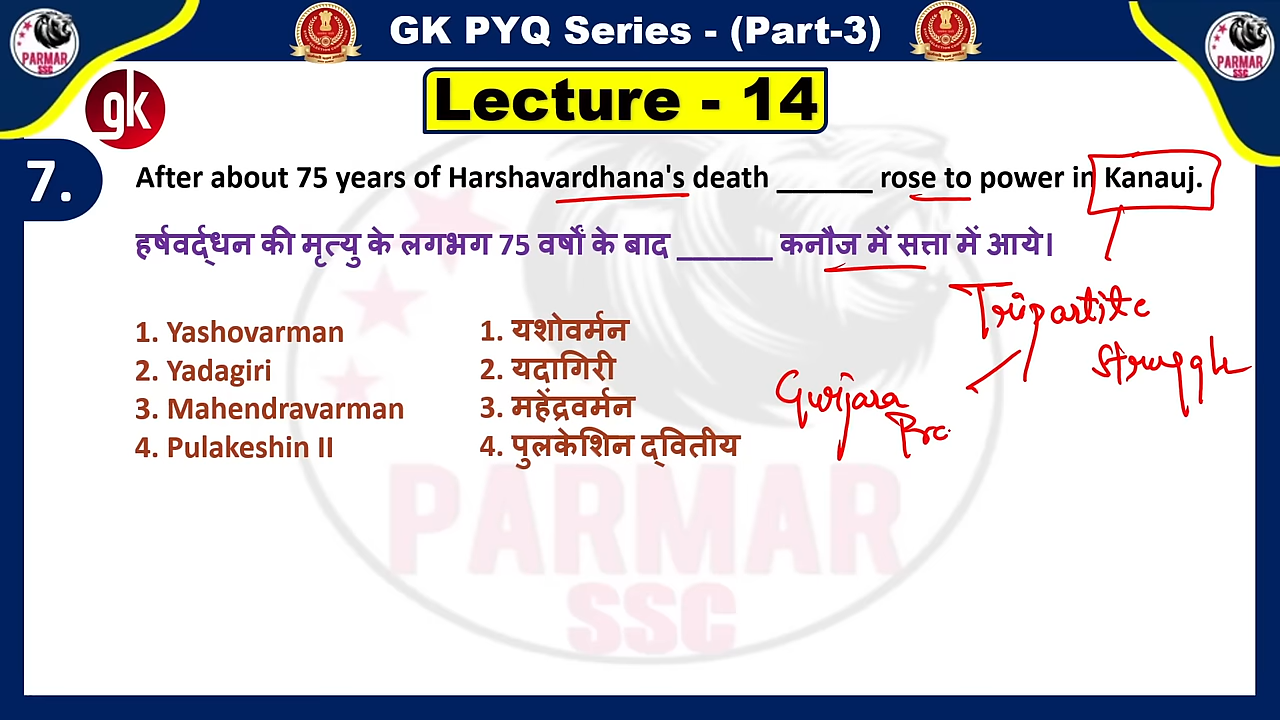 GK PYQ Series - (Part-3)
PARMAR
SSC
PARMAR
SSC
gk
Lecture - 14
7.
After about 75 years of Harshavardhana's death ______ rose to power in Kanauj.
हर्षवर्द्धन की मृत्यु के लगभग 75 वर्षों के बाद ______ कनौज में सत्ता में आये।
Tripartite
Struggle
1. Yashovarman
2. Yadagiri
3. Mahendravarman
4. Pulakeshin II
1. यशोवर्मन
2. यदागिरी
3. महेंद्रवर्मन
4. पुलकेशिन द्वितीय
Gurjara
Pra
PARMAR
SSC